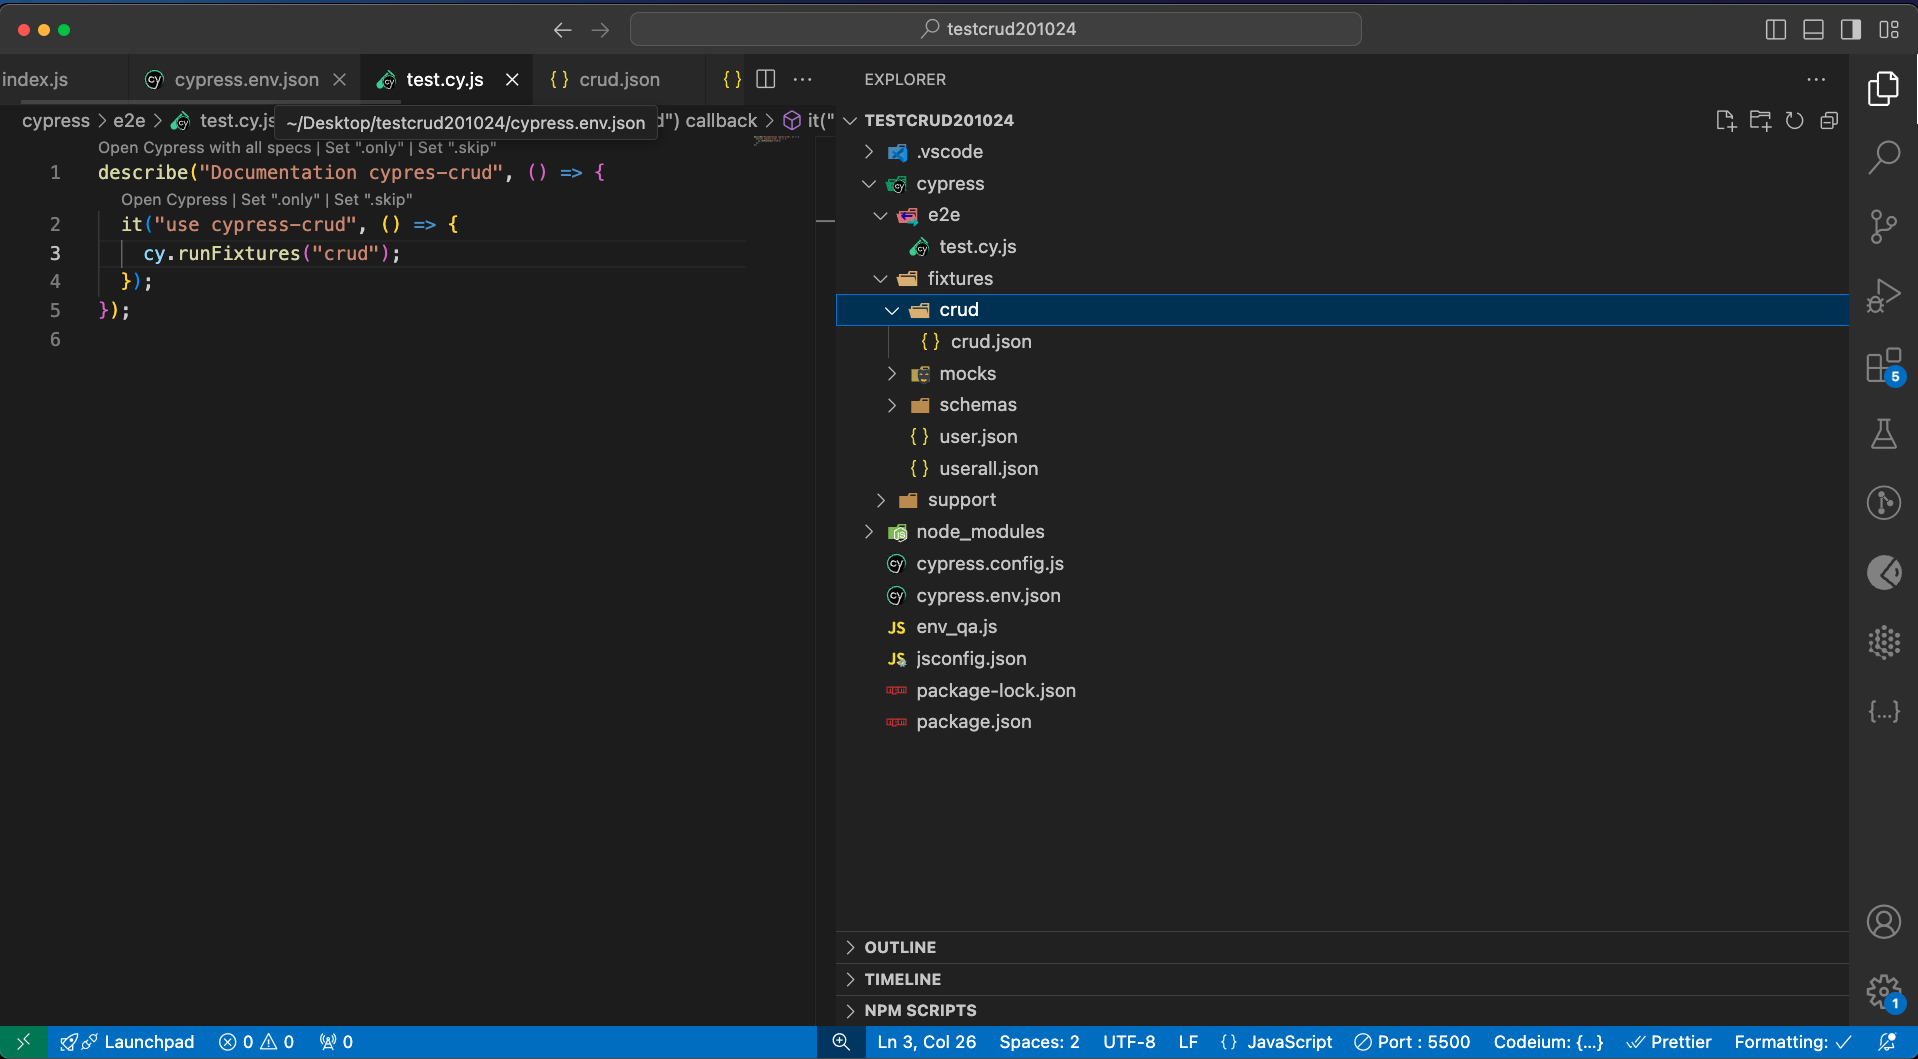 testcrud201024
index.js
cypress.env.json
test.cy.js
{ } crud.json
{ }
EXPLORER
cypress > e2e > test.cy.js
~/Desktop/testcrud201024/cypress.env.json
d") callback > it("
TESTCRUD201024
Open Cypress with all specs | Set ".only" | Set ".skip"
1 describe("Documentation cypres-crud", () => {
Open Cypress | Set ".only" | Set ".skip"
2 it("use cypress-crud", () => {
3 cy.runFixtures("crud");
4 });
5 });
6
.vscode
cypress
e2e
test.cy.js
fixtures
crud
{ } crud.json
mocks
schemas
{ } user.json
{ } userall.json
support
node_modules
cypress.config.js
cypress.env.json
JS env_qa.js
JS jsconfig.json
package-lock.json
package.json
5
{...}
1
OUTLINE
TIMELINE
NPM SCRIPTS
Launchpad 0 0 0 Ln 3, Col 26 Spaces: 2 UTF-8 LF { } JavaScript Port : 5500 Codeium: {...} Prettier Formatting: ✓